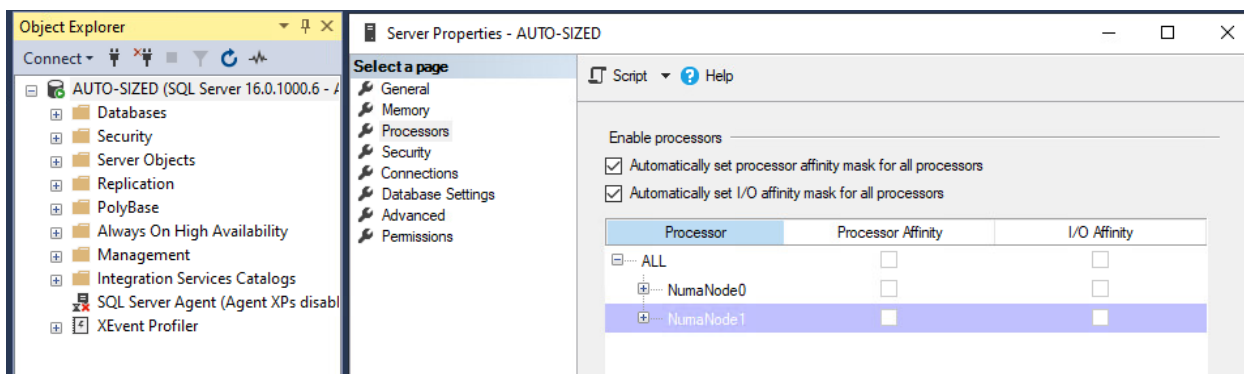 Object Explorer
Connect
AUTO-SIZED (SQL Server 16.0.1000.6 - A
Databases
Security
Server Objects
Replication
PolyBase
Always On High Availability
Management
Integration Services Catalogs
SQL Server Agent (Agent XPs disabl
XEvent Profiler
Server Properties - AUTO-SIZED
Select a page
General
Memory
Processors
Security
Connections
Database Settings
Advanced
Permissions
Script Help
Enable processors
Automatically set processor affinity mask for all processors
Automatically set I/O affinity mask for all processors
Processor Processor Affinity I/O Affinity
ALL
NumaNode0
NumaNode1